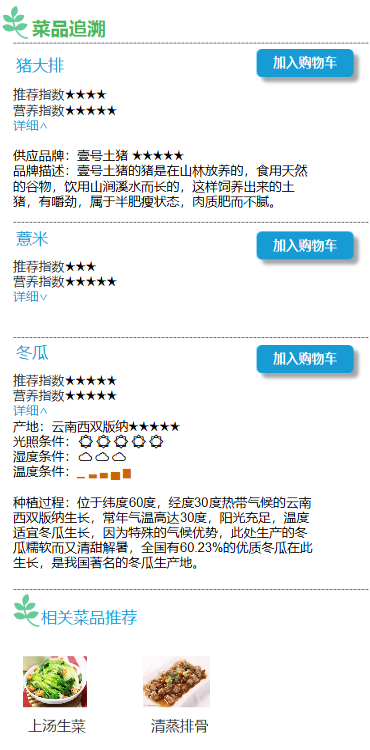 菜品追溯
猪大排
加入购物车
推荐指数★★★★
营养指数★★★★★
详细∧
供应品牌：壹号土猪 ★★★★★
品牌描述：壹号土猪的猪是在山林放养的，食用天然
的谷物，饮用山涧溪水而长的，这样饲养出来的土
猪，有嚼劲，属于半肥瘦状态，肉质肥而不腻。
薏米
加入购物车
推荐指数★★★
营养指数★★★★★
详细∨
冬瓜
加入购物车
推荐指数★★★★★
营养指数★★★★★
详细∧
产地：云南西双版纳★★★★★
光照条件：
湿度条件：
温度条件：
种植过程：位于纬度60度，经度30度热带气候的云南
西双版纳生长，常年气温高达30度，阳光充足，温度
适宜冬瓜生长，因为特殊的气候优势，此处生产的冬
瓜糯软而又清甜解暑，全国有60.23%的优质冬瓜在此
生长，是我国著名的冬瓜生产地。
相关菜品推荐
上汤生菜
清蒸排骨